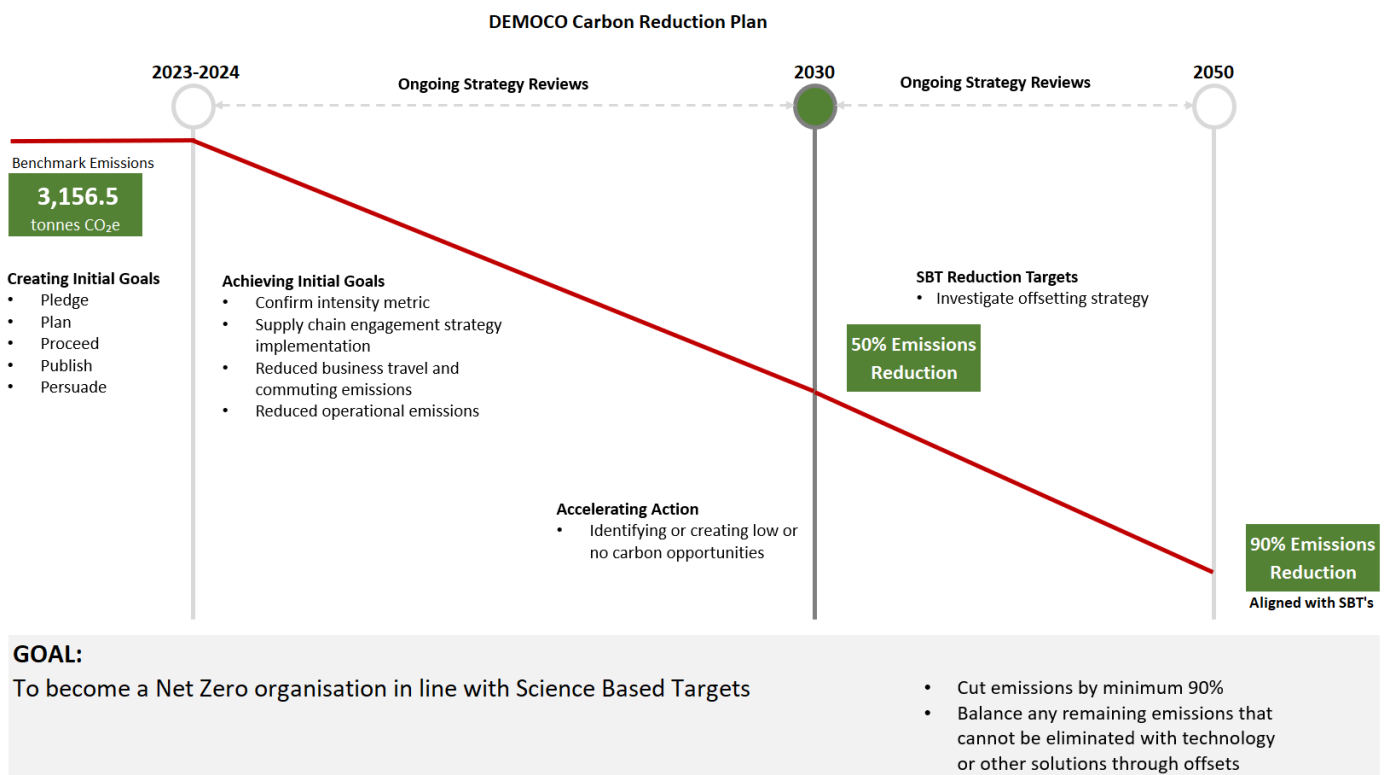 DEMOCO Carbon Reduction Plan
2023-2024
Ongoing Strategy Reviews
2030
Ongoing Strategy Reviews
2050
Benchmark Emissions
3,156.5
tonnes CO₂e
Creating Initial Goals
• Pledge
• Plan
• Proceed
• Publish
• Persuade
Achieving Initial Goals
• Confirm intensity metric
• Supply chain engagement strategy
implementation
• Reduced business travel and
commuting emissions
• Reduced operational emissions
Accelerating Action
• Identifying or creating low or
no carbon opportunities
SBT Reduction Targets
• Investigate offsetting strategy
50% Emissions
Reduction
90% Emissions
Reduction
Aligned with SBT's
GOAL:
To become a Net Zero organisation in line with Science Based Targets
• Cut emissions by minimum 90%
• Balance any remaining emissions that
cannot be eliminated with technology
or other solutions through offsets